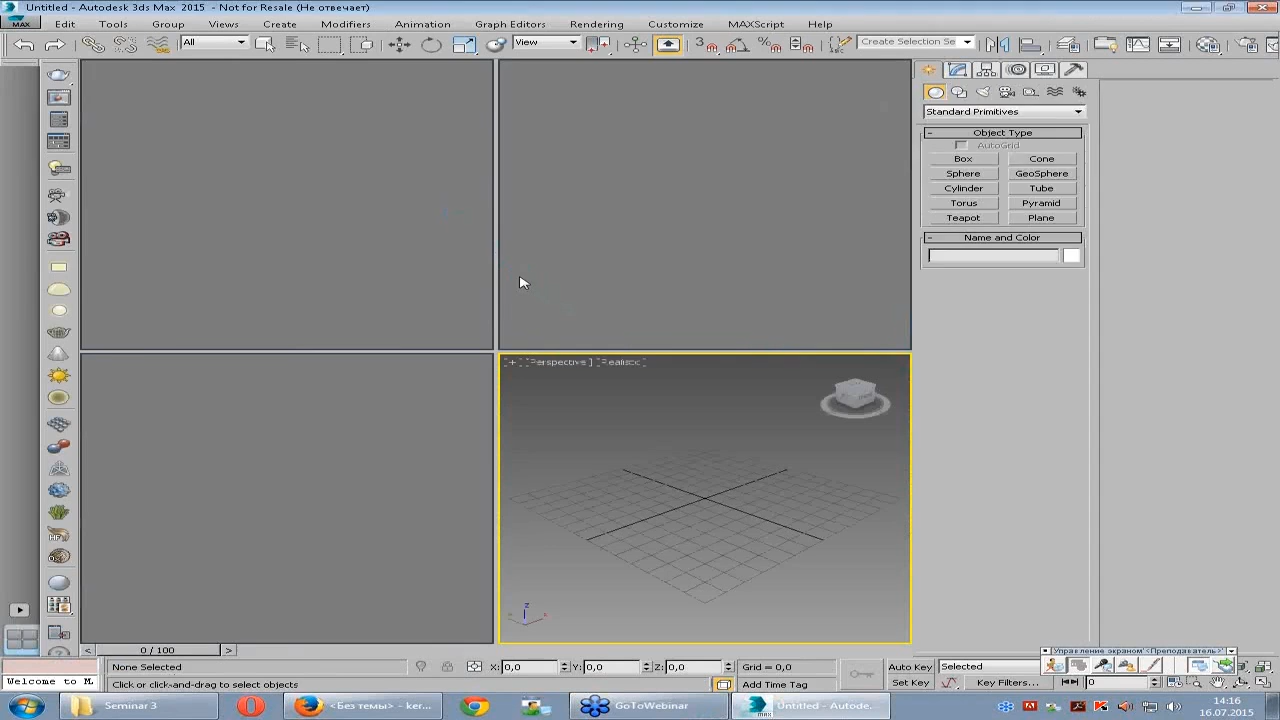 Untitled - Autodesk 3ds Max 2015 - Not for Resale (Не отвечает)
MAX Edit Tools Group Views Create Modifiers Animation Graph Editors Rendering Customize MAXScript Help
All View 3 Create Selection Se
Standard Primitives
- Object Type
AutoGrid
Box Cone
Sphere GeoSphere
Cylinder Tube
Torus Pyramid
Teapot Plane
- Name and Color
[+][Perspective][Realistic]
z
< 0 / 100 >
None Selected X: 0,0 Y: 0,0 Z: 0,0 Grid = 0,0 Auto Key Selected
Управление экраном'<Преподаватель>'
Welcome to M. Click or click-and-drag to select objects Add Time Tag Set Key Key Filters... 0
Seminar 3 <Без темы> - ker... GoToWebinar Untitled - Autode...
14:16
16.07.2015